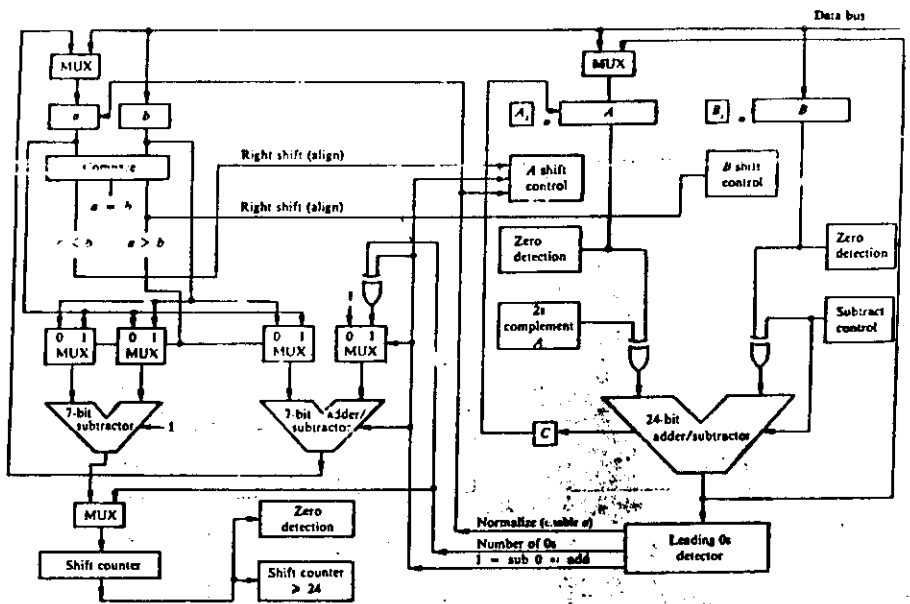 Data bus
MUX
MUX
a
b
A
B
Right shift (align)
A shift
control
B shift
control
a = b
Right shift (align)
a > b
Zero
detection
Zero
detection
2s
complement
A
Subtract
control
0 1
MUX
0 1
MUX
0 1
MUX
1
0 1
MUX
7-bit
subtractor
1
7-bit adder/
subtractor
24-bit
adder/subtractor
C
MUX
Zero
detection
Shift counter
Shift counter
⩾ 24
Normalize
Number of 0s
1 = sub 0 = add
Leading 0s
detector